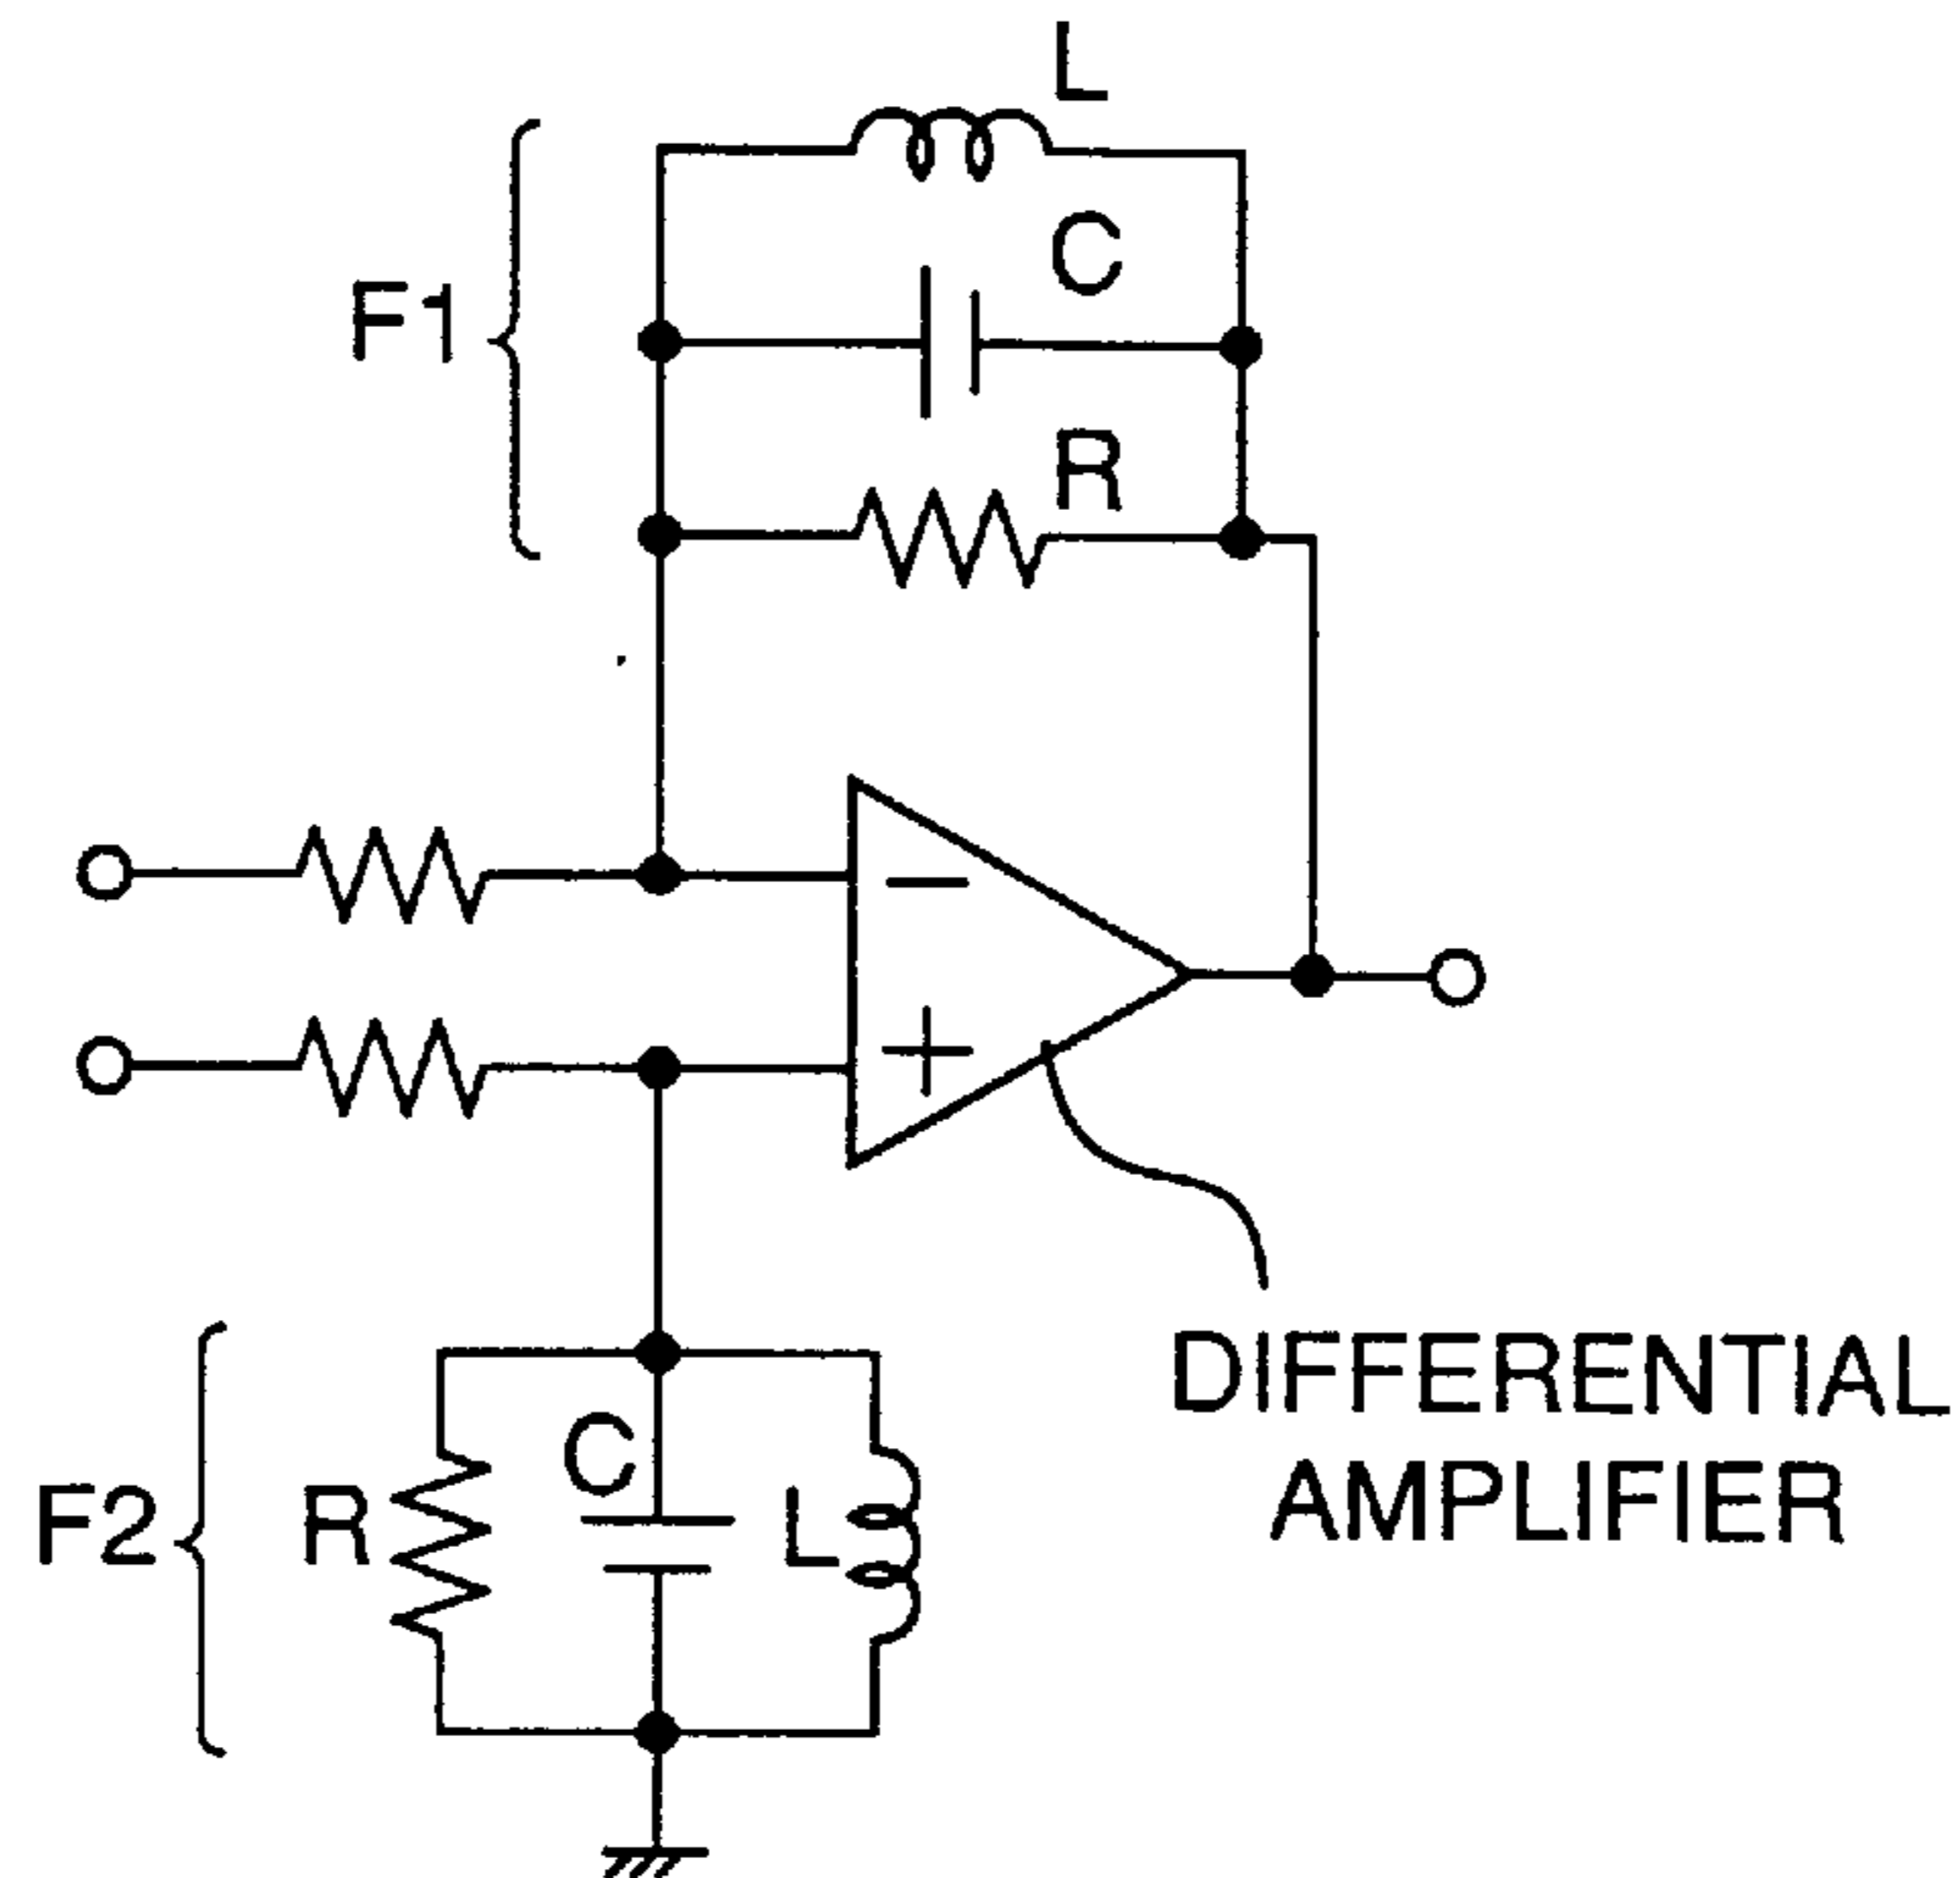 L
C
F1
R
−
+
DIFFERENTIAL
AMPLIFIER
C
F2
R
L